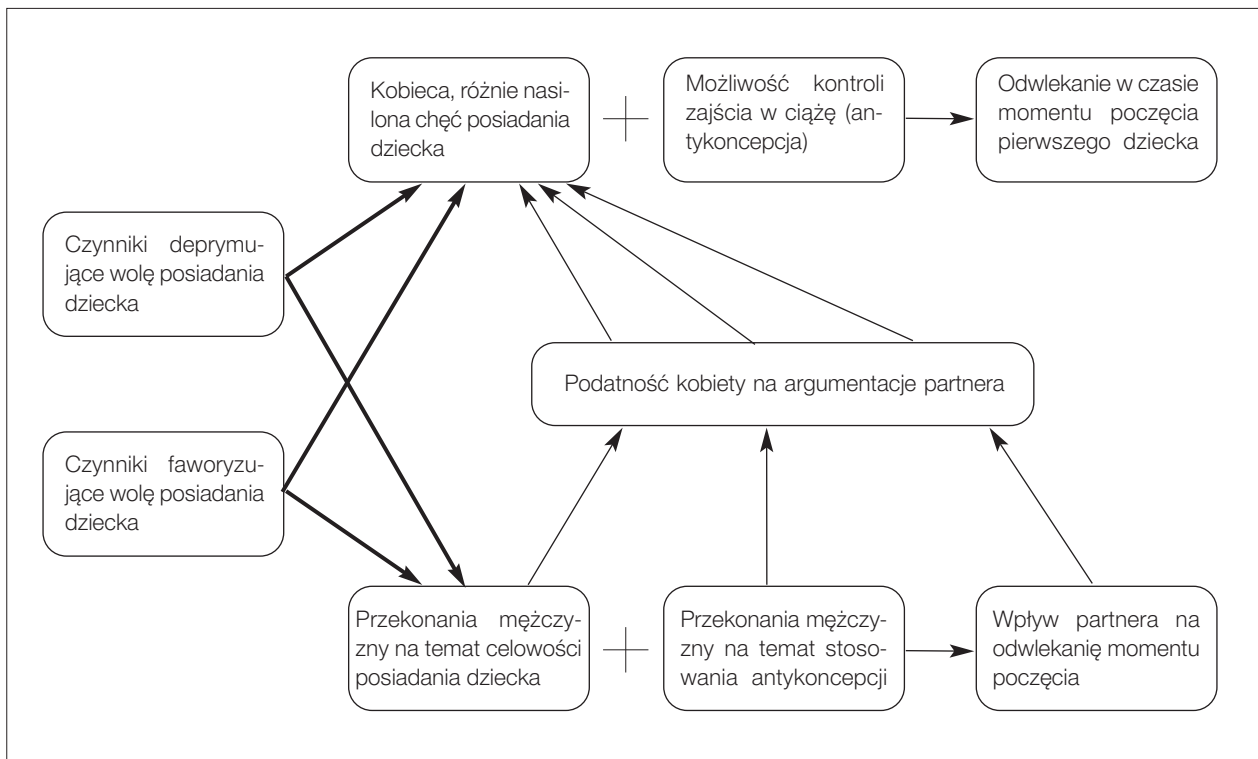 Kobieca, różnie nasi-
lona chęć posiadania
dziecka
Możliwość kontroli
zajścia w ciążę (an-
tykoncepcja)
Odwlekanie w czasie
momentu poczęcia
pierwszego dziecka
Czynniki deprymu-
jące wolę posiadania
dziecka
Podatność kobiety na argumentacje partnera
Czynniki faworyzu-
jące wolę posiadania
dziecka
Przekonania mężczy-
zny na temat celowości
posiadania dziecka
Przekonania mężczy-
zny na temat stoso-
wania antykoncepcji
Wpływ partnera na
odwlekanię momentu
poczęcia